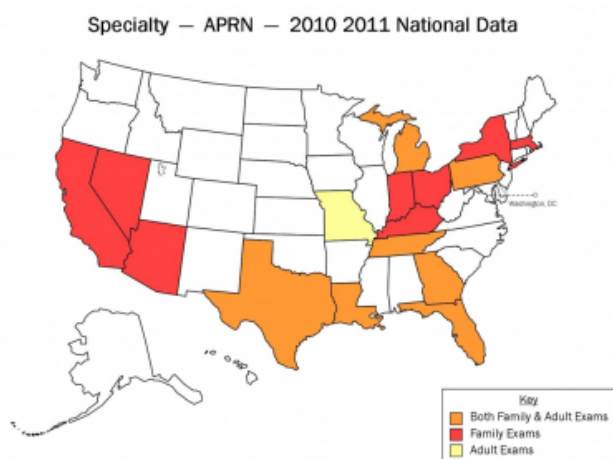 Specialty — APRN — 2010 2011 National Data
Washington, DC
Key
Both Family & Adult Exams
Family Exams
Adult Exams